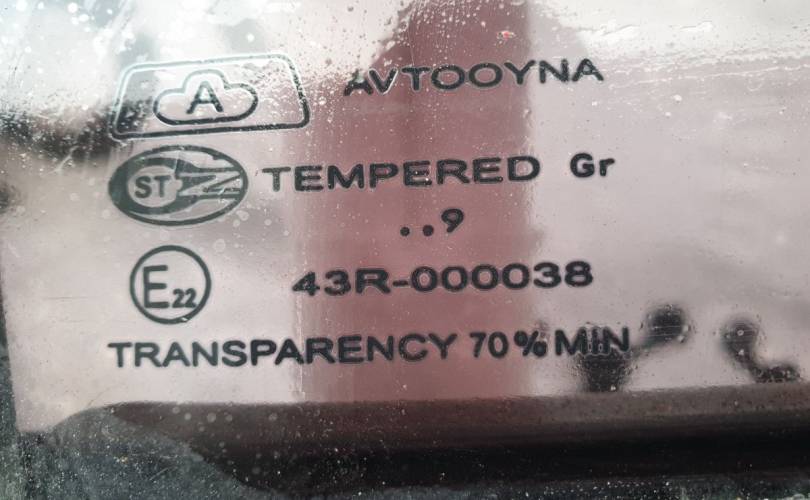 A AVTOOYNA
ST TEMPERED Gr
..9
E22 43R-000038
TRANSPARENCY 70% MIN